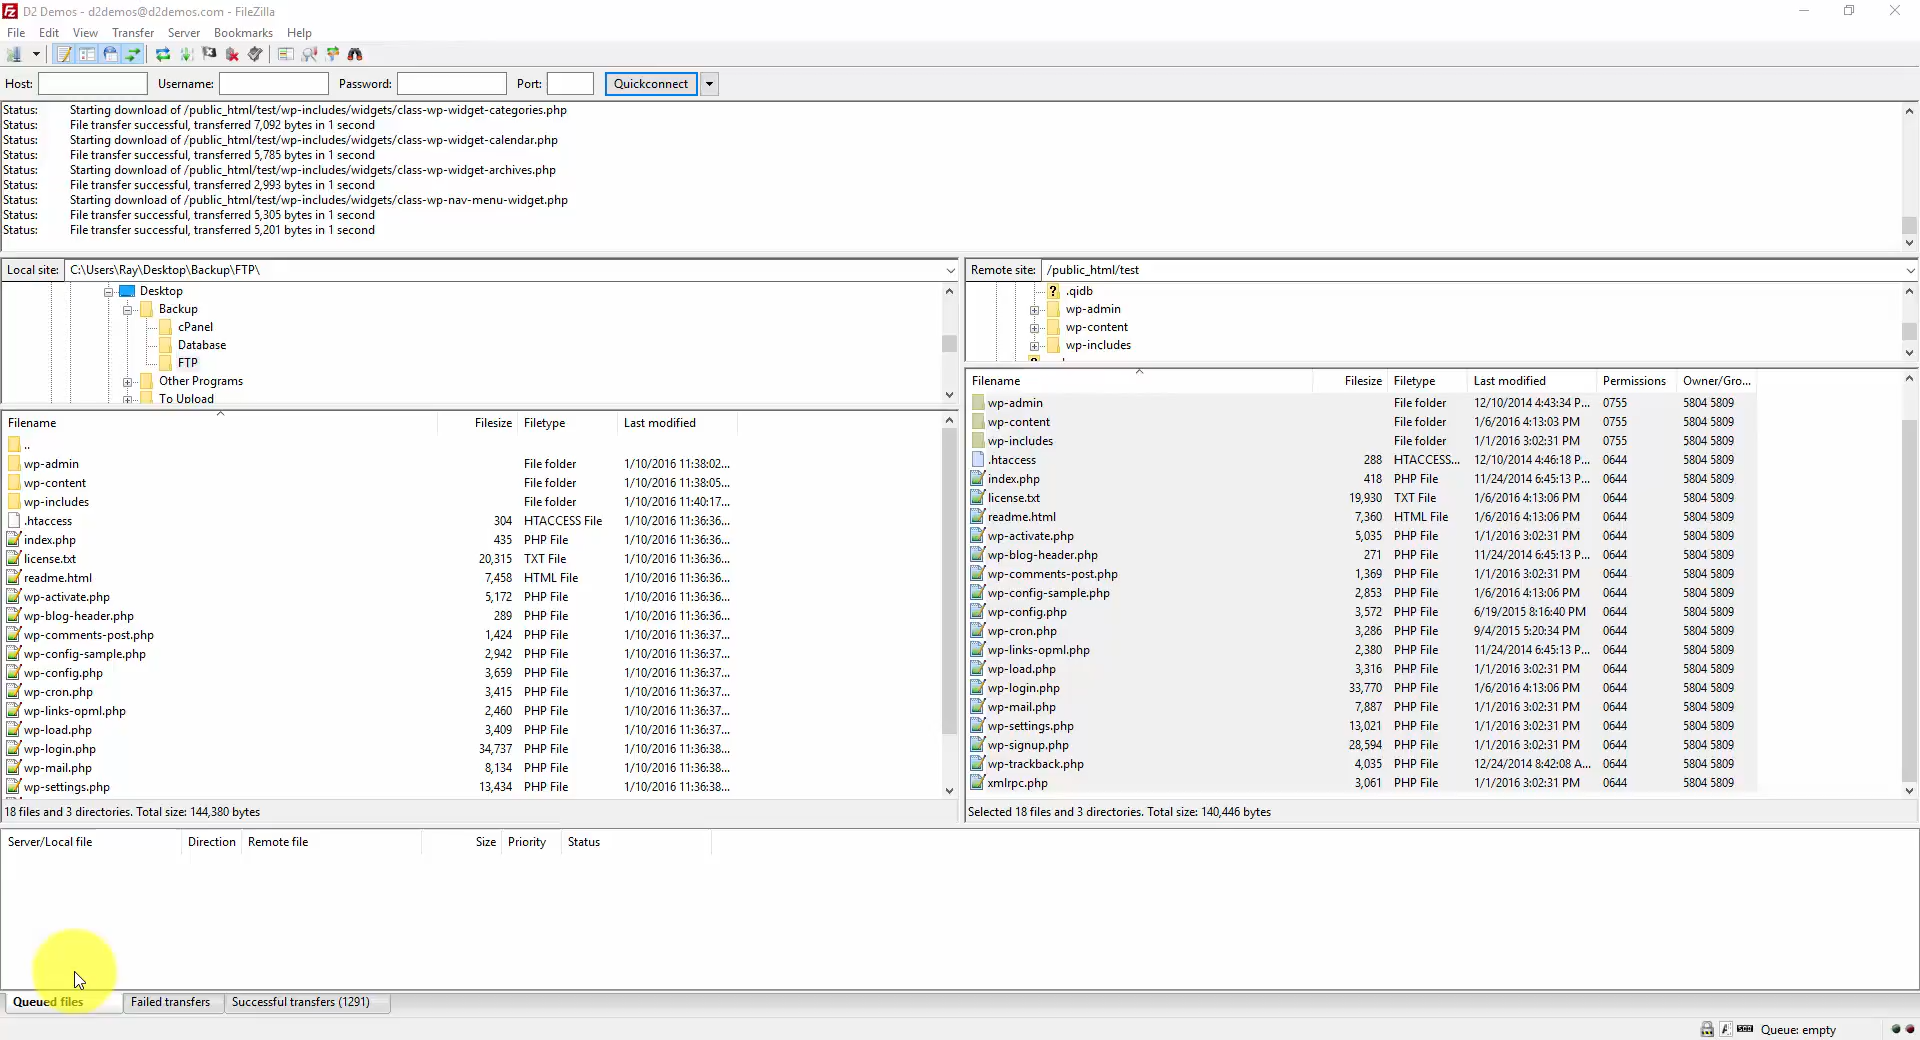 D2 Demos - d2demos@d2demos.com - FileZilla
File Edit View Transfer Server Bookmarks Help
Host: Username: Password: Port: Quickconnect
Status: Starting download of /public_html/test/wp-includes/widgets/class-wp-widget-categories.php
Status: File transfer successful, transferred 7,092 bytes in 1 second
Status: Starting download of /public_html/test/wp-includes/widgets/class-wp-widget-calendar.php
Status: File transfer successful, transferred 5,785 bytes in 1 second
Status: Starting download of /public_html/test/wp-includes/widgets/class-wp-widget-archives.php
Status: File transfer successful, transferred 2,993 bytes in 1 second
Status: Starting download of /public_html/test/wp-includes/widgets/class-wp-nav-menu-widget.php
Status: File transfer successful, transferred 5,305 bytes in 1 second
Status: File transfer successful, transferred 5,201 bytes in 1 second
Local site: C:\Users\Ray\Desktop\Backup\FTP\
Desktop
Backup
cPanel
Database
FTP
Other Programs
To Upload
Filename Filesize Filetype Last modified
..
wp-admin File folder 1/10/2016 11:38:02...
wp-content File folder 1/10/2016 11:38:05...
wp-includes File folder 1/10/2016 11:40:17...
.htaccess 304 HTACCESS File 1/10/2016 11:36:36...
index.php 435 PHP File 1/10/2016 11:36:36...
license.txt 20,315 TXT File 1/10/2016 11:36:36...
readme.html 7,458 HTML File 1/10/2016 11:36:36...
wp-activate.php 5,172 PHP File 1/10/2016 11:36:36...
wp-blog-header.php 289 PHP File 1/10/2016 11:36:36...
wp-comments-post.php 1,424 PHP File 1/10/2016 11:36:37...
wp-config-sample.php 2,942 PHP File 1/10/2016 11:36:37...
wp-config.php 3,659 PHP File 1/10/2016 11:36:37...
wp-cron.php 3,415 PHP File 1/10/2016 11:36:37...
wp-links-opml.php 2,460 PHP File 1/10/2016 11:36:37...
wp-load.php 3,409 PHP File 1/10/2016 11:36:37...
wp-login.php 34,737 PHP File 1/10/2016 11:36:38...
wp-mail.php 8,134 PHP File 1/10/2016 11:36:38...
wp-settings.php 13,434 PHP File 1/10/2016 11:36:38...
18 files and 3 directories. Total size: 144,380 bytes
Remote site: /public_html/test
.qidb
wp-admin
wp-content
wp-includes
Filename Filesize Filetype Last modified Permissions Owner/Gro...
wp-admin File folder 12/10/2014 4:43:34 P... 0755 5804 5809
wp-content File folder 1/6/2016 4:13:03 PM 0755 5804 5809
wp-includes File folder 1/1/2016 3:02:31 PM 0755 5804 5809
.htaccess 288 HTACCESS... 12/10/2014 4:46:18 P... 0644 5804 5809
index.php 418 PHP File 11/24/2014 6:45:13 P... 0644 5804 5809
license.txt 19,930 TXT File 1/6/2016 4:13:06 PM 0644 5804 5809
readme.html 7,360 HTML File 1/6/2016 4:13:06 PM 0644 5804 5809
wp-activate.php 5,035 PHP File 1/1/2016 3:02:31 PM 0644 5804 5809
wp-blog-header.php 271 PHP File 11/24/2014 6:45:13 P... 0644 5804 5809
wp-comments-post.php 1,369 PHP File 1/1/2016 3:02:31 PM 0644 5804 5809
wp-config-sample.php 2,853 PHP File 1/6/2016 4:13:06 PM 0644 5804 5809
wp-config.php 3,572 PHP File 6/19/2015 8:16:40 PM 0644 5804 5809
wp-cron.php 3,286 PHP File 9/4/2015 5:20:34 PM 0644 5804 5809
wp-links-opml.php 2,380 PHP File 11/24/2014 6:45:13 P... 0644 5804 5809
wp-load.php 3,316 PHP File 1/1/2016 3:02:31 PM 0644 5804 5809
wp-login.php 33,770 PHP File 1/6/2016 4:13:06 PM 0644 5804 5809
wp-mail.php 7,887 PHP File 1/1/2016 3:02:31 PM 0644 5804 5809
wp-settings.php 13,021 PHP File 1/1/2016 3:02:31 PM 0644 5804 5809
wp-signup.php 28,594 PHP File 1/1/2016 3:02:31 PM 0644 5804 5809
wp-trackback.php 4,035 PHP File 12/24/2014 8:42:08 A... 0644 5804 5809
xmlrpc.php 3,061 PHP File 1/1/2016 3:02:31 PM 0644 5804 5809
Selected 18 files and 3 directories. Total size: 140,446 bytes
Server/Local file Direction Remote file Size Priority Status
Queued files Failed transfers Successful transfers (1291)
Queue: empty